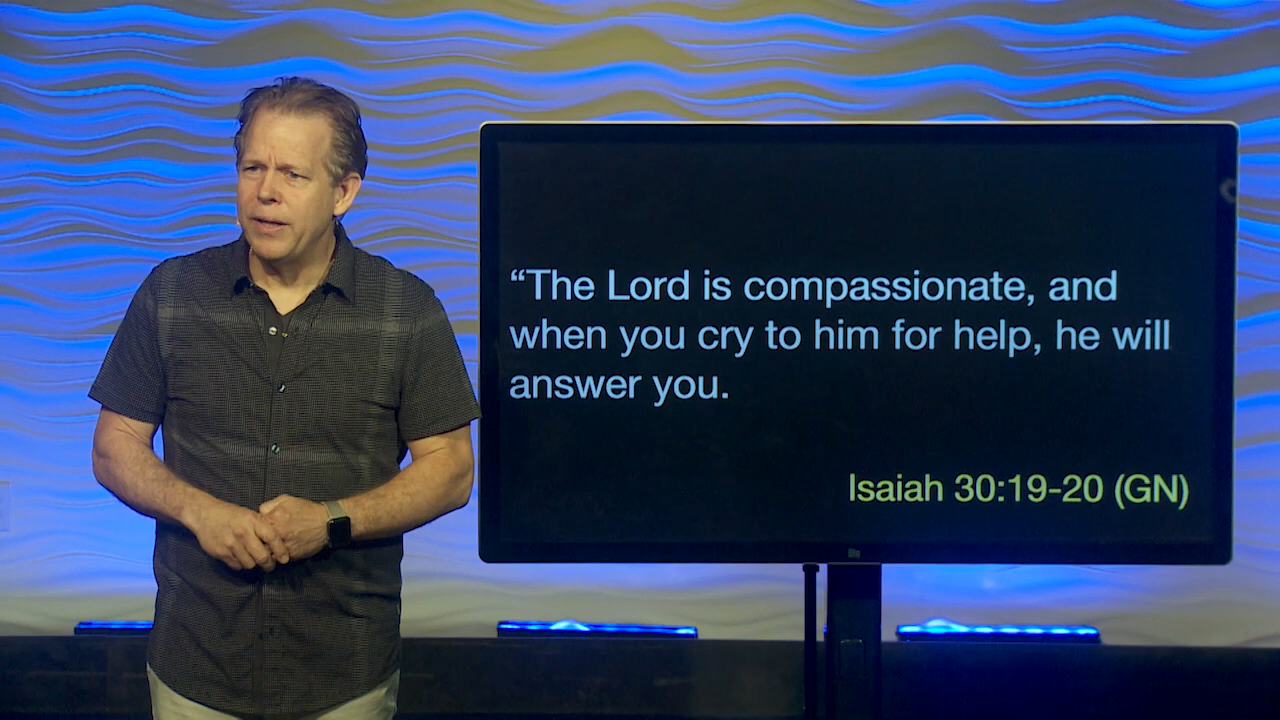 “The Lord is compassionate, and
when you cry to him for help, he will
answer you.
Isaiah 30:19-20 (GN)